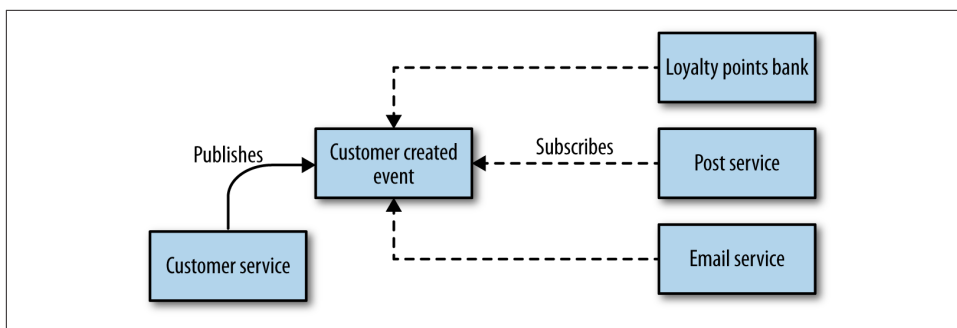 Loyalty points bank
Publishes
Customer created
event
Subscribes
Post service
Customer service
Email service